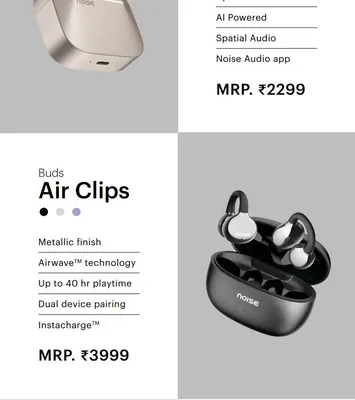 noise
AI Powered
Spatial Audio
Noise Audio app
MRP. ₹2299
Buds
Air Clips
Metallic finish
Airwave™ technology
Up to 40 hr playtime
Dual device pairing
Instacharge™
MRP. ₹3999
noise